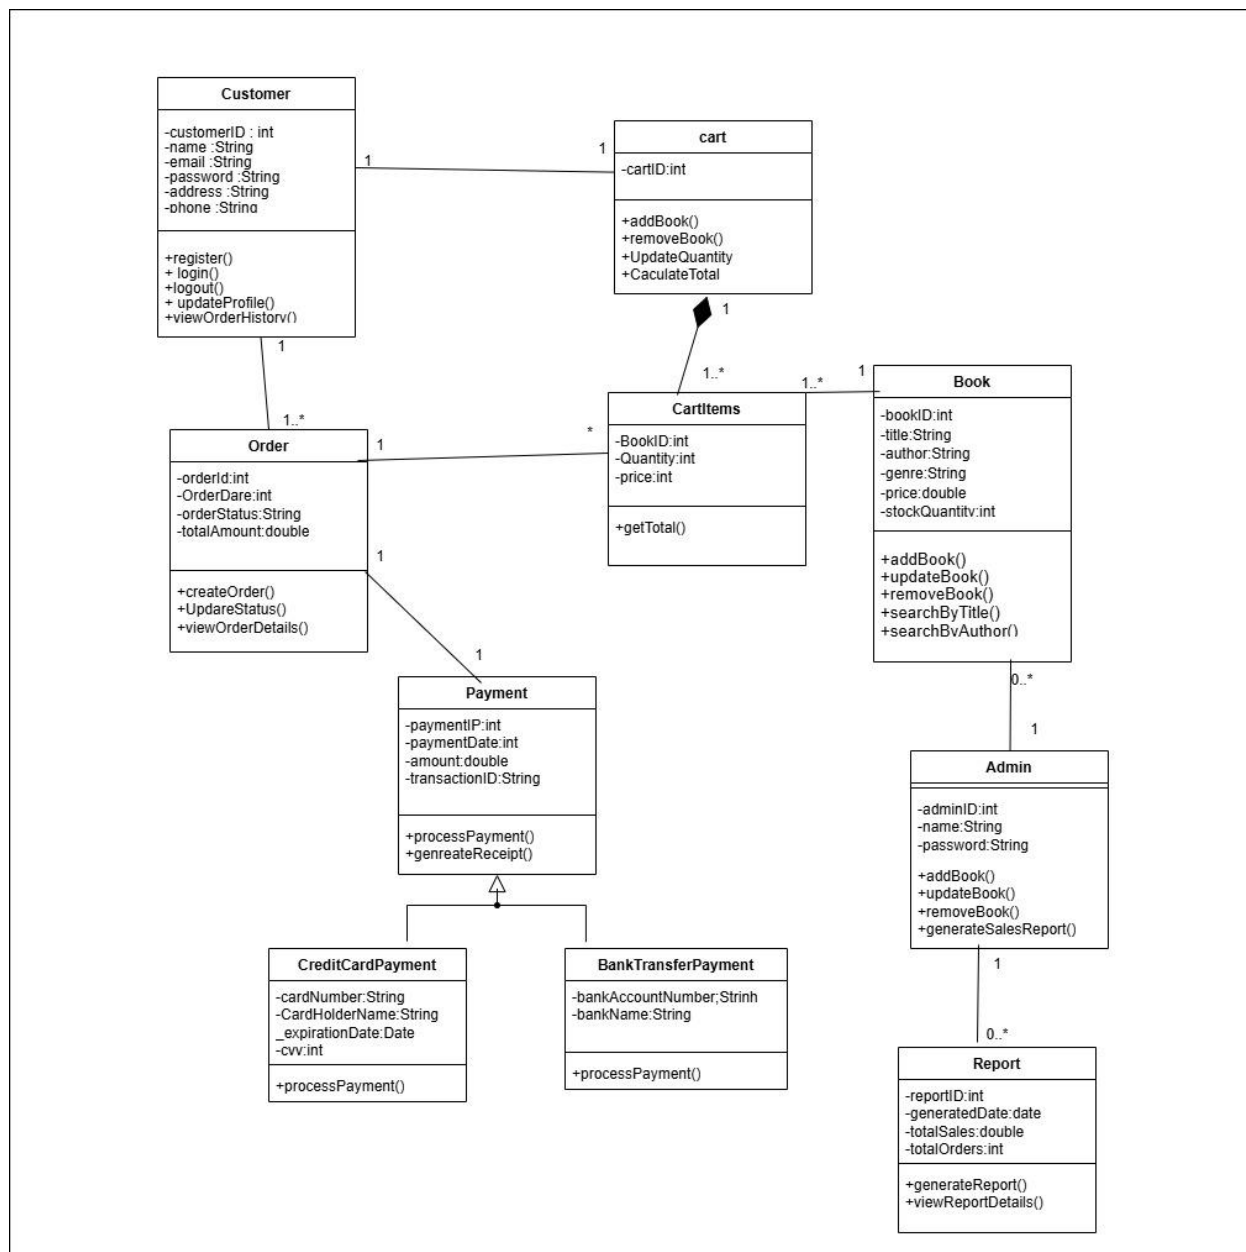 Customer
-customerID : int
-name :String
-email :String
-password :String
-address :String
-phone :String
+register()
+ login()
+logout()
+ updateProfile()
+viewOrderHistory()
1
1
cart
-cartID:int
+addBook()
+removeBook()
+UpdateQuantity
+CaculateTotal
1
1..*
1
1..*
1..*
1
Book
-bookID:int
-title:String
-author:String
-genre:String
-price:double
-stockQuantity:int
+addBook()
+updateBook()
+removeBook()
+searchByTitle()
+searchByAuthor()
CartItems
-BookID:int
-Quantity:int
-price:int
+getTotal()
Order
-orderId:int
-OrderDare:int
-orderStatus:String
-totalAmount:double
+createOrder()
+UpdareStatus()
+viewOrderDetails()
1
*
1
1
Payment
-paymentIP:int
-paymentDate:int
-amount:double
-transactionID:String
+processPayment()
+genreateReceipt()
0..*
1
Admin
-adminID:int
-name:String
-password:String
+addBook()
+updateBook()
+removeBook()
+generateSalesReport()
CreditCardPayment
-cardNumber:String
-CardHolderName:String
_expirationDate:Date
-cvv:int
+processPayment()
BankTransferPayment
-bankAccountNumber;Strinh
-bankName:String
+processPayment()
1
0..*
Report
-reportID:int
-generatedDate:date
-totalSales:double
-totalOrders:int
+generateReport()
+viewReportDetails()